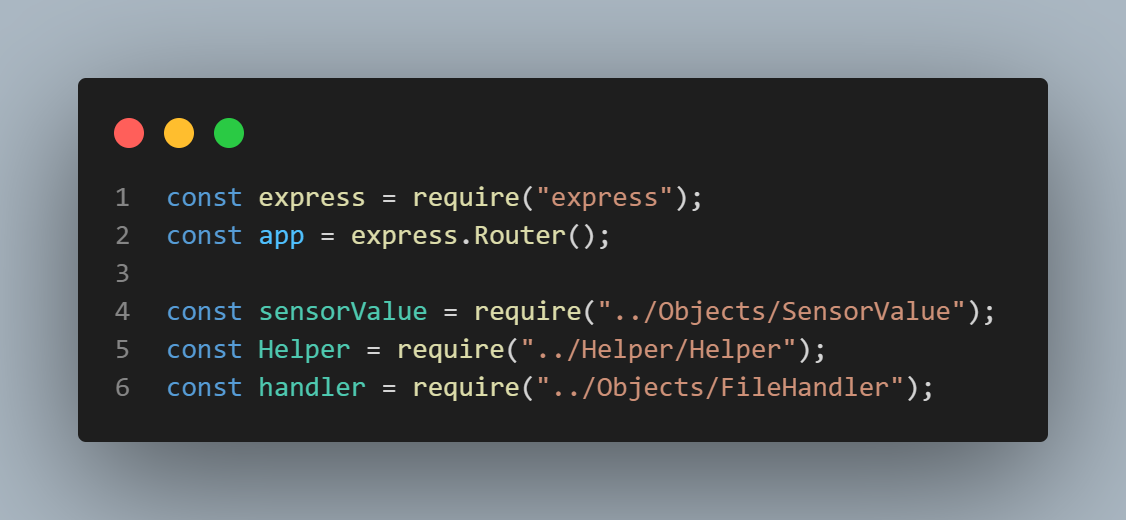 1 const express = require("express");
2 const app = express.Router();
3
4 const sensorValue = require("../Objects/SensorValue");
5 const Helper = require("../Helper/Helper");
6 const handler = require("../Objects/FileHandler");